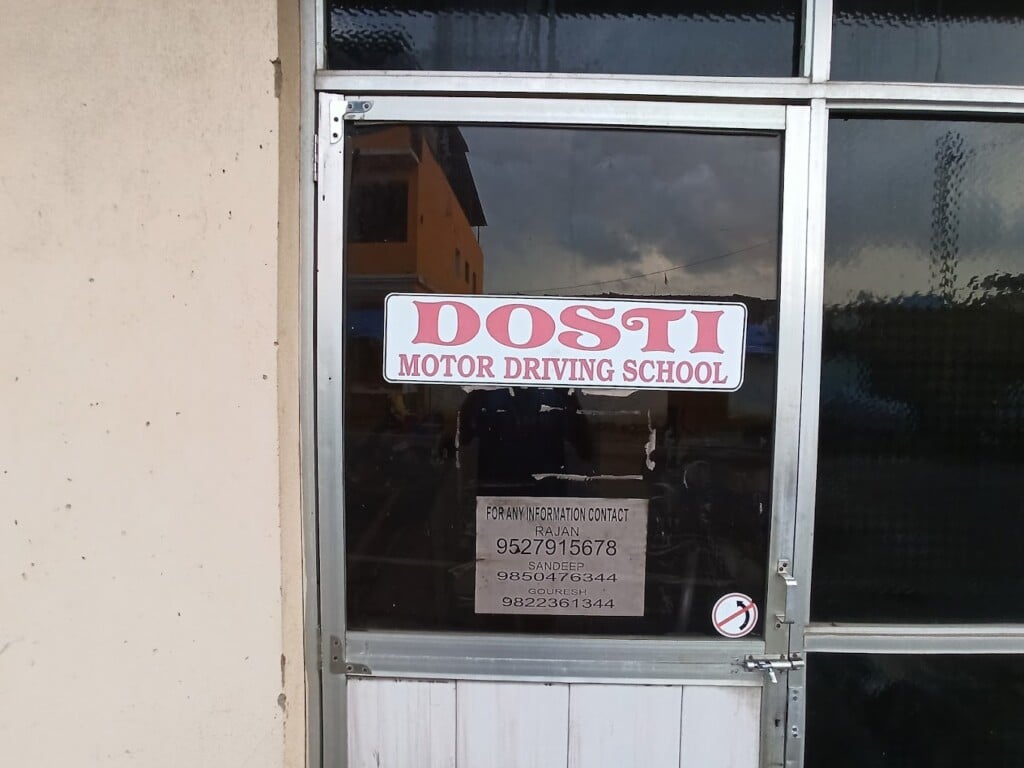 DOSTI
MOTOR DRIVING SCHOOL
FOR ANY INFORMATION CONTACT
RAJAN
9527915678
SANDEEP
9850476344
GOURESH
9822361344